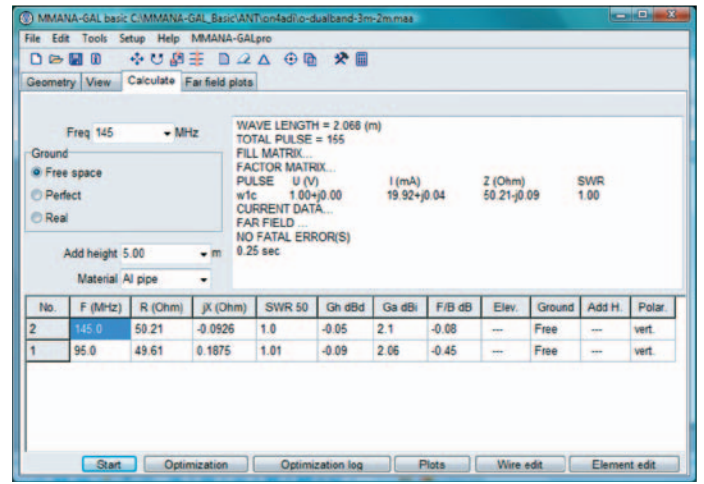 MMANA-GAL basic C:\MMANA-GAL_Basic\ANT\on4adi\o-dualband-3m-2m.maa
File Edit Tools Setup Help MMANA-GALpro
Geometry View Calculate Far field plots
Freq 145 MHz
Ground
Free space
Perfect
Real
Add height 5.00 m
Material Al pipe
WAVE LENGTH = 2.068 (m)
TOTAL PULSE = 155
FILL MATRIX...
FACTOR MATRIX...
PULSE U (V) I (mA) Z (Ohm) SWR
w1c 1.00+j0.00 19.92+j0.04 50.21-j0.09 1.00
CURRENT DATA...
FAR FIELD ...
NO FATAL ERROR(S)
0.25 sec
No. F (MHz) R (Ohm) jX (Ohm) SWR 50 Gh dBd Ga dBi F/B dB Elev. Ground Add H. Polar.
2 145.0 50.21 -0.0926 1.0 -0.05 2.1 -0.08 --- Free --- vert.
1 95.0 49.61 0.1875 1.01 -0.09 2.06 -0.45 --- Free --- vert.
Start Optimization Optimization log Plots Wire edit Element edit